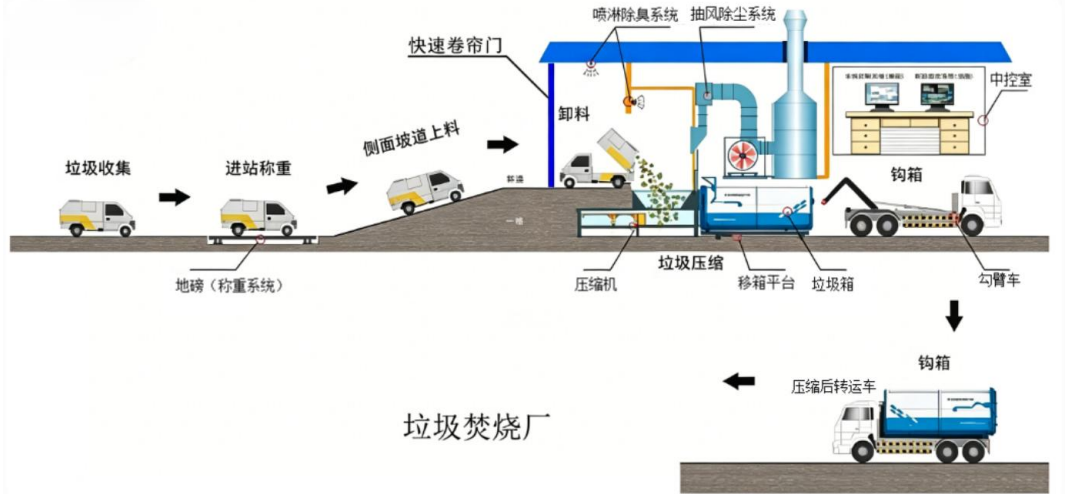 喷淋除臭系统
抽风除尘系统
快速卷帘门
中控室
卸料
侧面坡道上料
垃圾收集
进站称重
钩箱
地磅（称重系统）
压缩机
垃圾压缩
移箱平台
垃圾箱
勾臂车
钩箱
压缩后转运车
垃圾焚烧厂